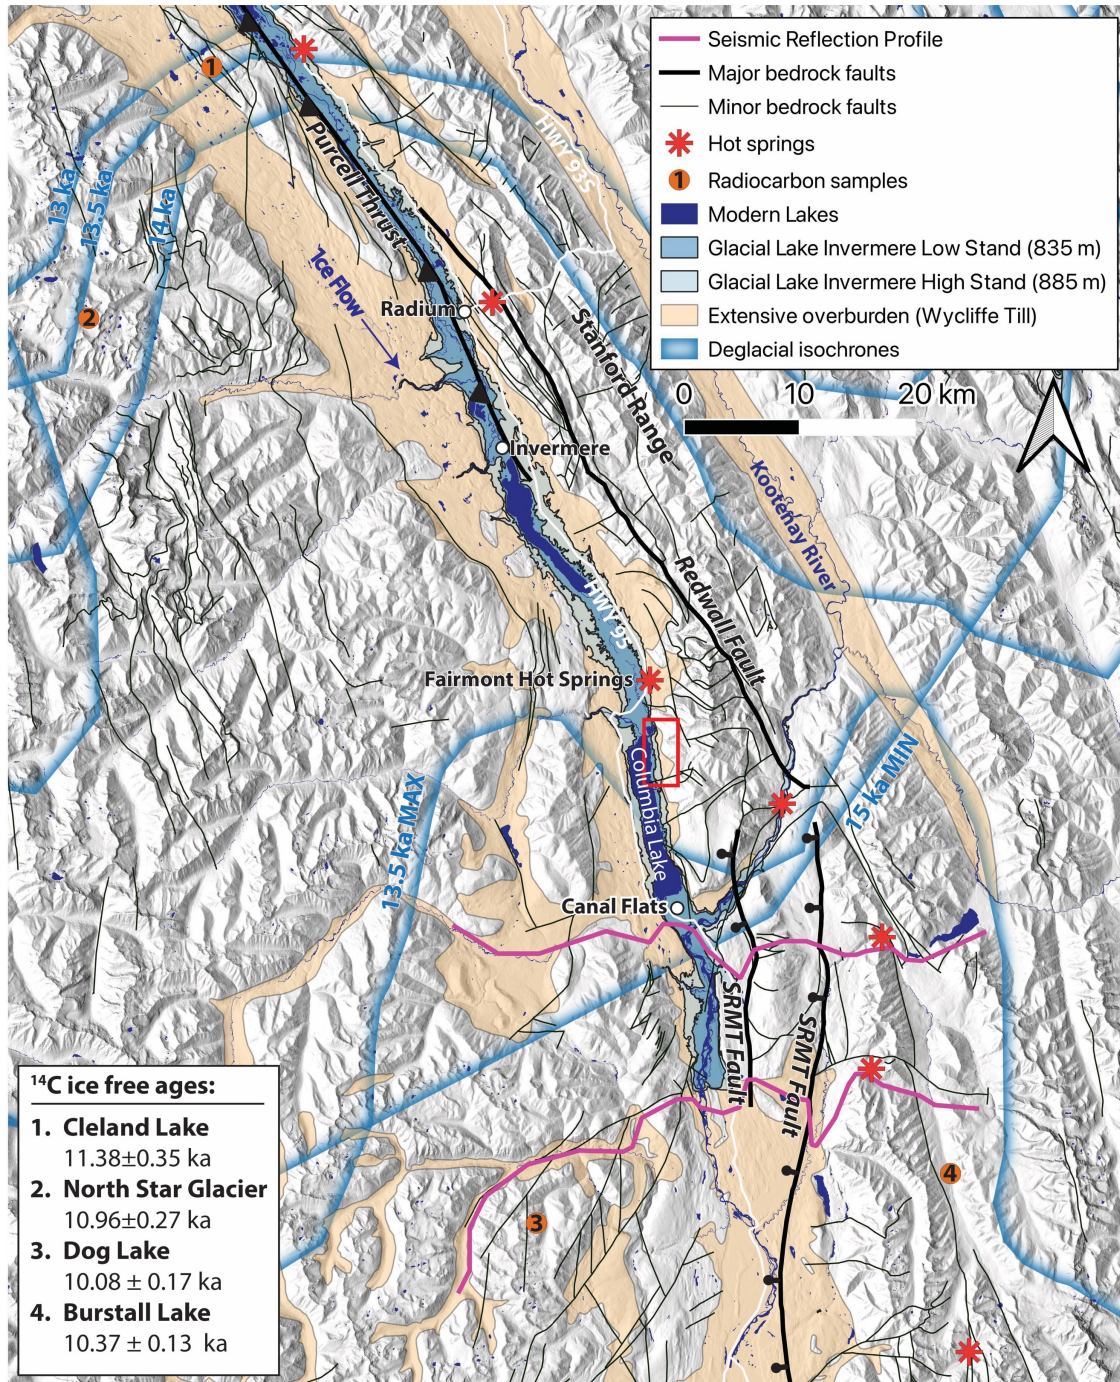 Seismic Reflection Profile
Major bedrock faults
Minor bedrock faults
Hot springs
1 Radiocarbon samples
Modern Lakes
Glacial Lake Invermere Low Stand (835 m)
Glacial Lake Invermere High Stand (885 m)
Extensive overburden (Wycliffe Till)
Deglacial isochrones
0 10 20 km
1
HWY 93S
Purcell Thrust
13 ka
13.5 ka
14 ka
Ice Flow
2
Radium
Stanford Range
Invermere
Kootenay River
HWY 95
Redwall Fault
Fairmont Hot Springs
Columbia Lake
13.5 ka MAX
15 ka MIN
Canal Flats
SRMT Fault
SRMT Fault
4
3
14C ice free ages:
1. Cleland Lake
11.38±0.35 ka
2. North Star Glacier
10.96±0.27 ka
3. Dog Lake
10.08 ± 0.17 ka
4. Burstall Lake
10.37 ± 0.13 ka